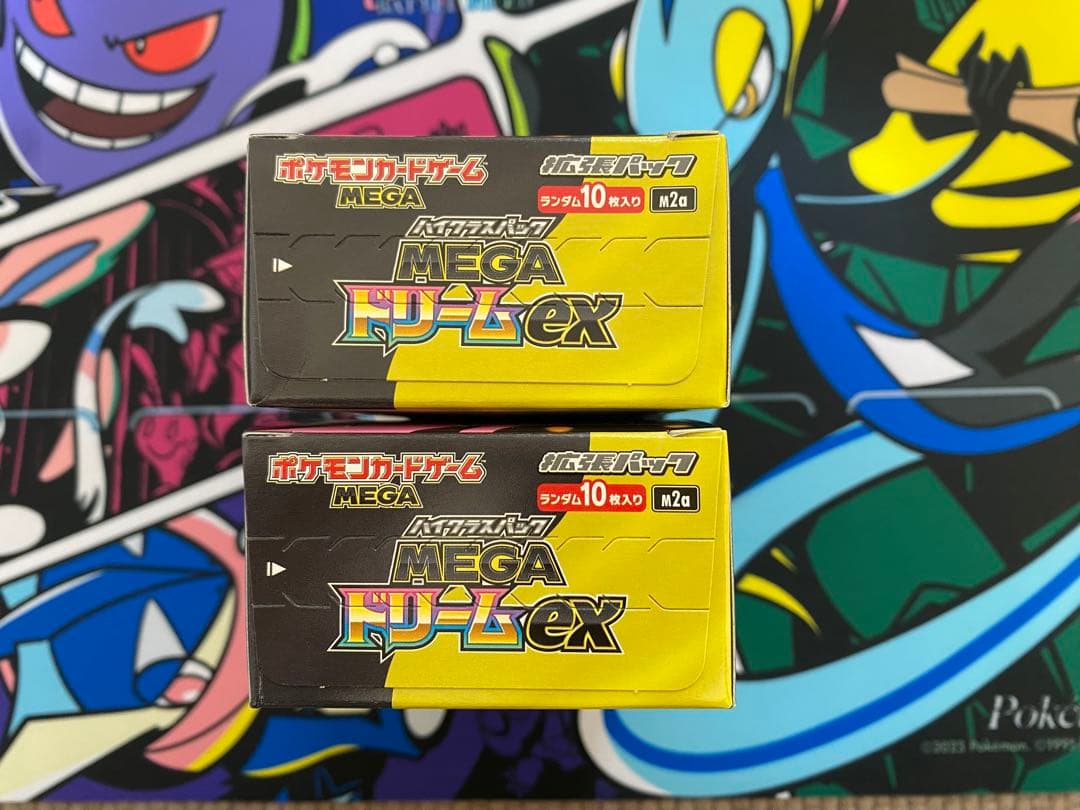 ポケモンカードゲーム
MEGA
拡張パック
ランダム10枚入り M2a
ハイクラスパック
MEGA
ドリームex
ポケモンカードゲーム
MEGA
拡張パック
ランダム10枚入り M2a
ハイクラスパック
MEGA
ドリームex
Poké
©2023 Pokémon. ©1995